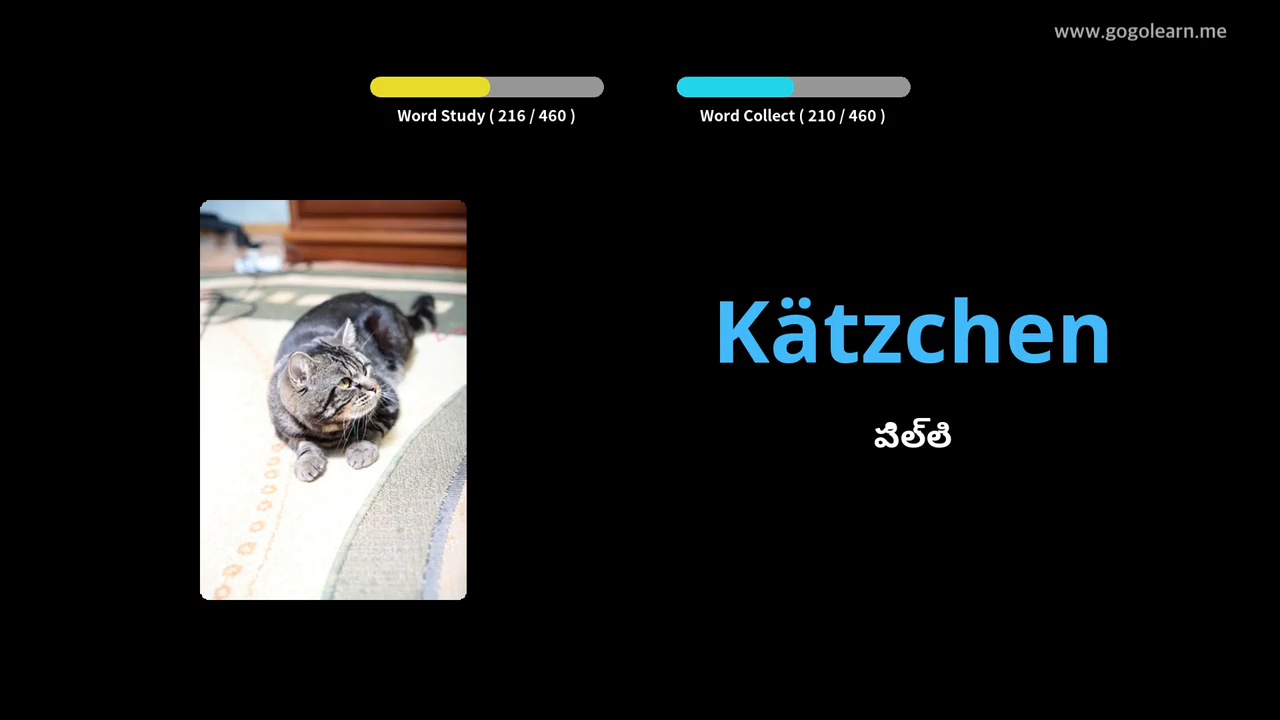 www.gogolearn.me
Word Study ( 216 / 460 )
Word Collect ( 210 / 460 )
Kätzchen
పిల్లి